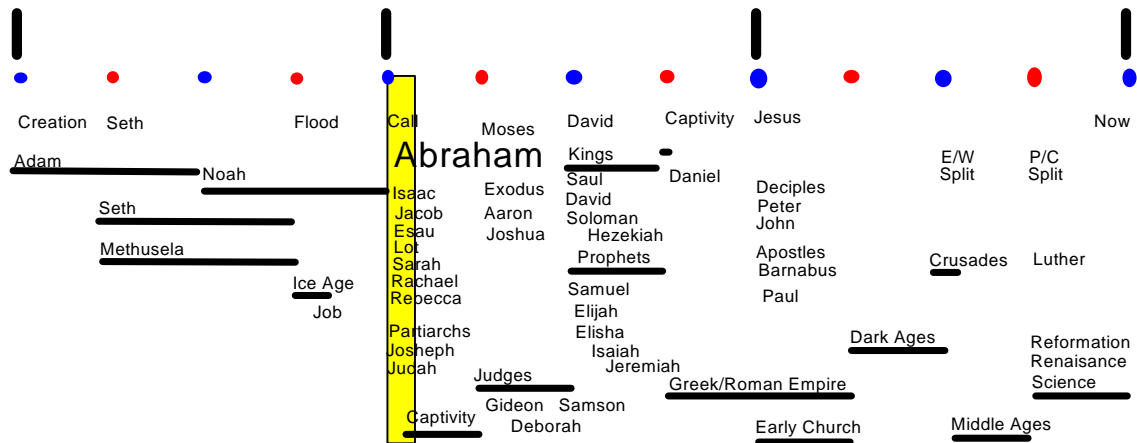 Creation
Seth
Flood
Call
Moses
David
Captivity
Jesus
Now
Adam
Noah
Seth
Methusela
Ice Age
Job
Abraham
Isaac
Jacob
Esau
Lot
Sarah
Rachael
Rebecca
Partiarchs
Josheph
Judah
Captivity
Exodus
Aaron
Joshua
Judges
Gideon
Samson
Deborah
Kings
Saul
David
Soloman
Hezekiah
Prophets
Samuel
Elijah
Elisha
Isaiah
Jeremiah
Daniel
Greek/Roman Empire
Deciples
Peter
John
Apostles
Barnabus
Paul
Early Church
Dark Ages
E/W
Split
Crusades
Middle Ages
P/C
Split
Luther
Reformation
Renaisance
Science